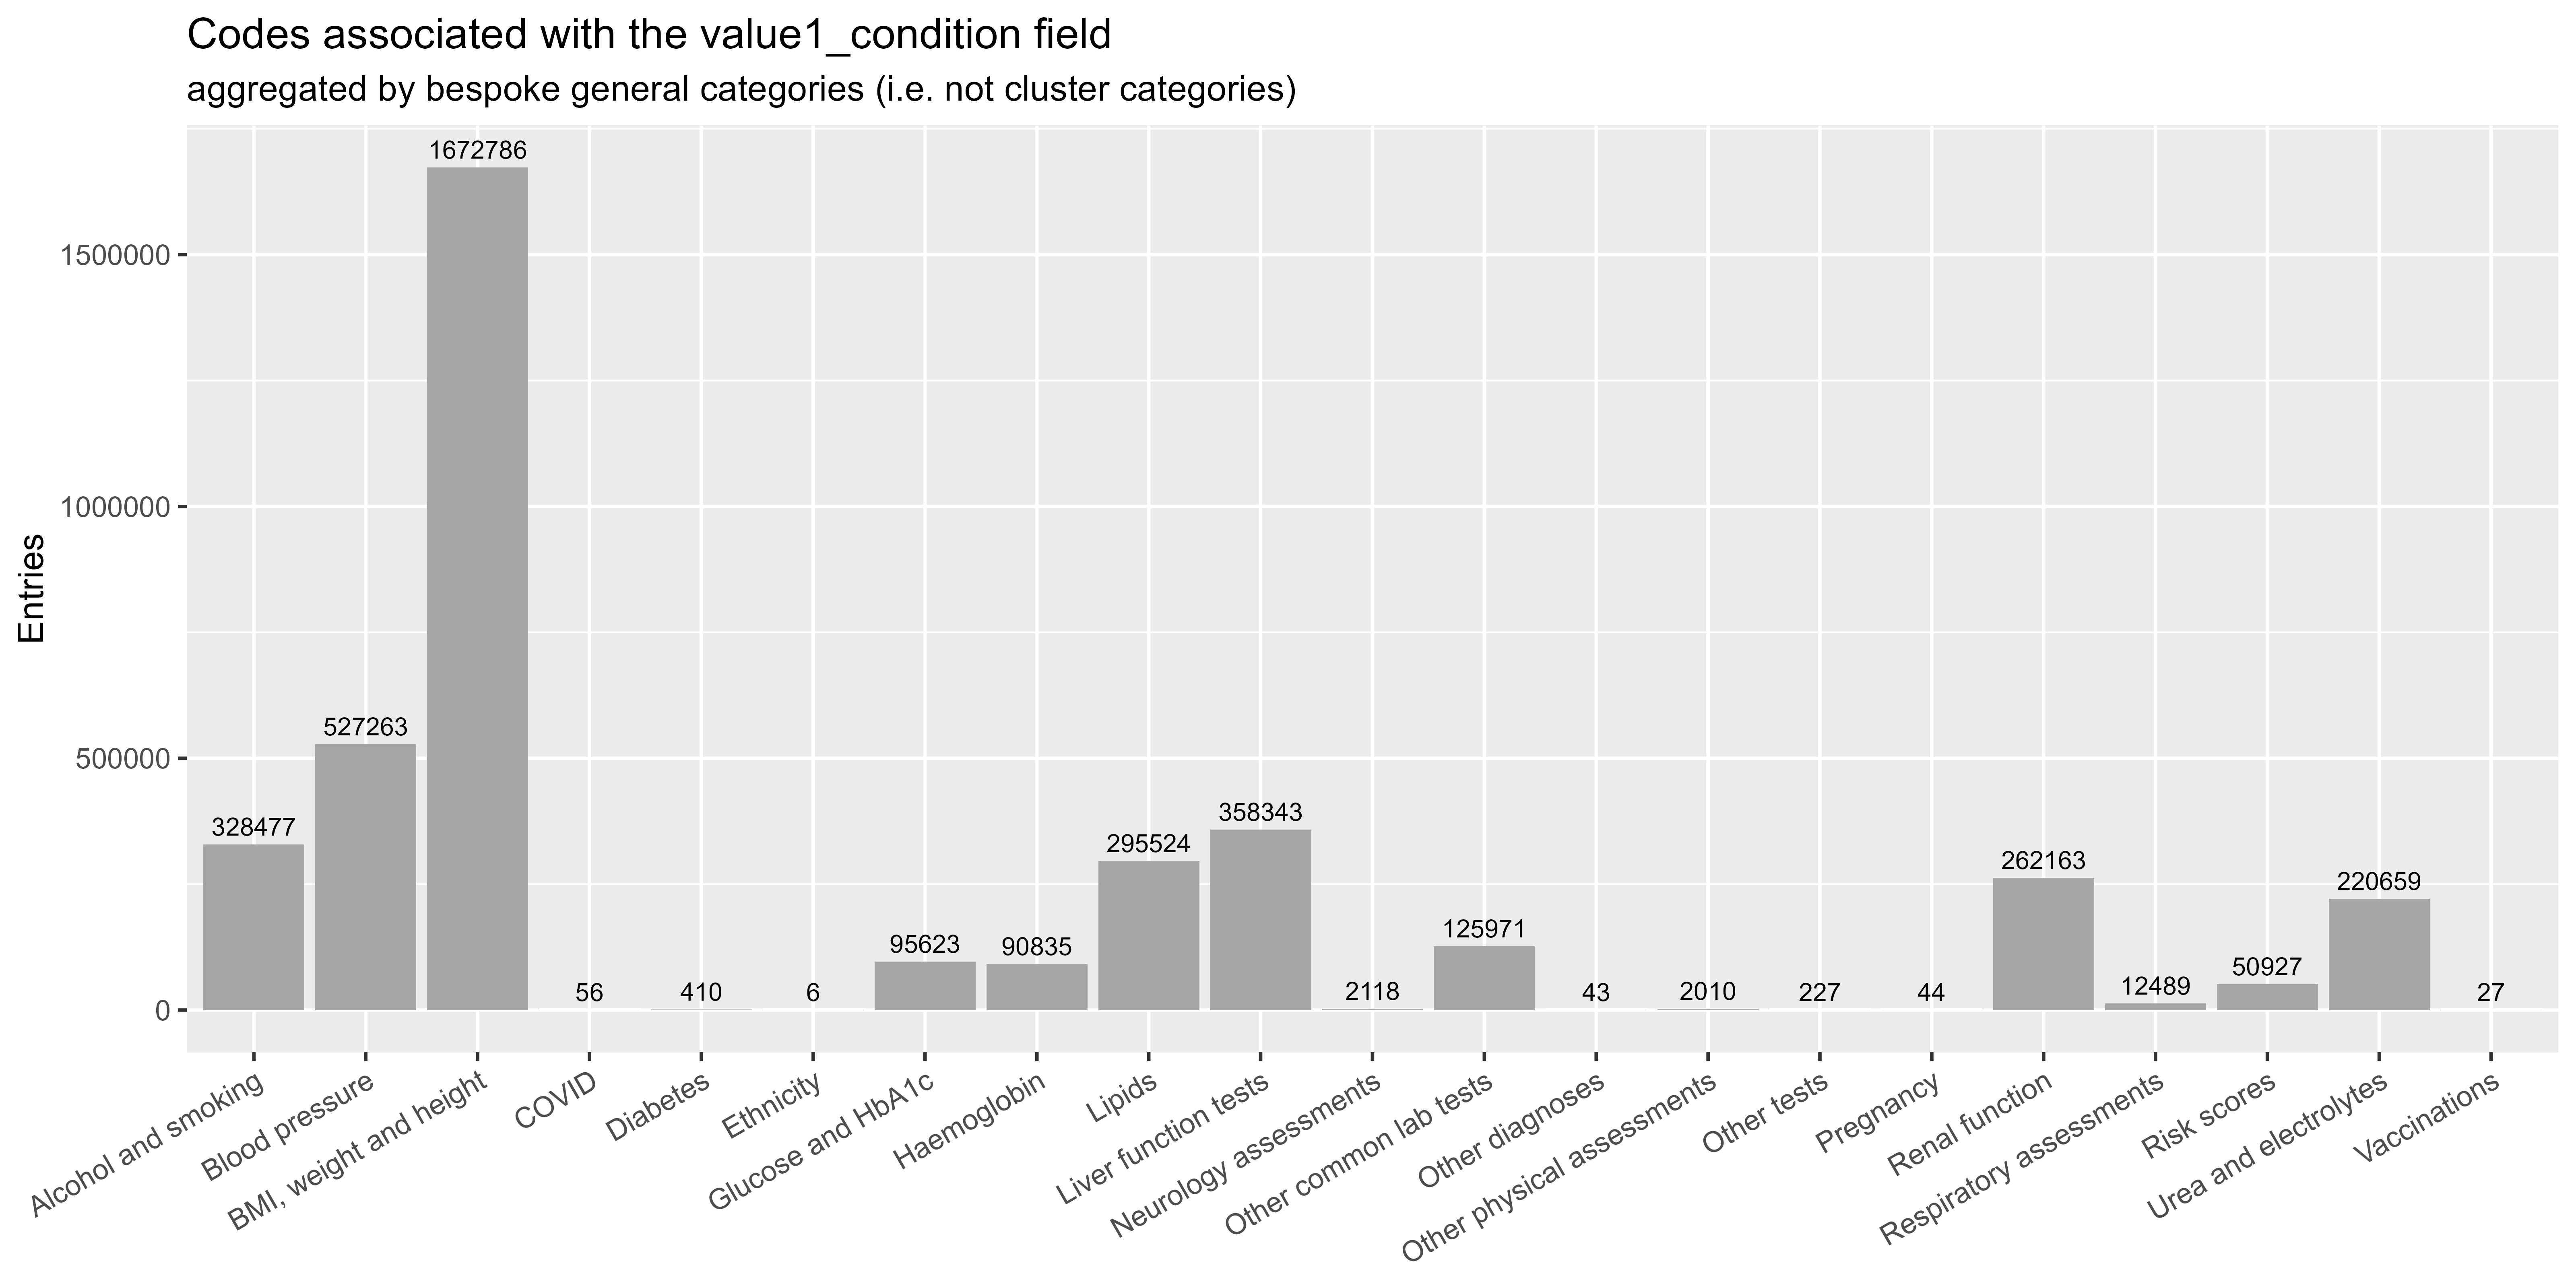 Codes associated with the value1_condition field
aggregated by bespoke general categories (i.e. not cluster categories)
Entries
1500000
1000000
500000
0
328477
527263
1672786
56
410
6
95623
90835
295524
358343
2118
125971
43
2010
227
44
262163
12489
50927
220659
27
Alcohol and smoking
Blood pressure
BMI, weight and height
COVID
Diabetes
Ethnicity
Glucose and HbA1c
Haemoglobin
Lipids
Liver function tests
Neurology assessments
Other common lab tests
Other diagnoses
Other physical assessments
Other tests
Pregnancy
Renal function
Respiratory assessments
Risk scores
Urea and electrolytes
Vaccinations